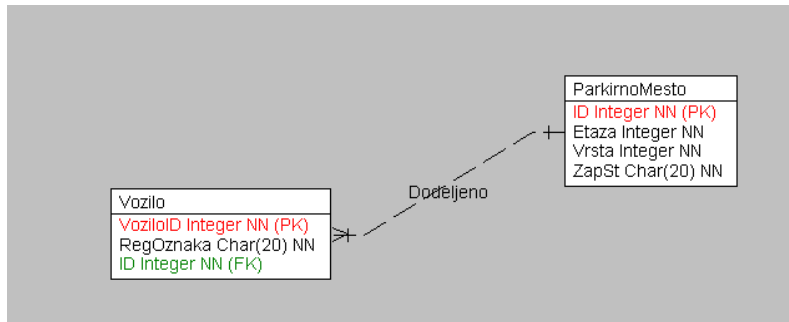 ParkirnoMesto
ID Integer NN (PK)
Etaza Integer NN
Vrsta Integer NN
ZapSt Char(20) NN
Dodeljeno
Vozilo
VoziloID Integer NN (PK)
RegOznaka Char(20) NN
ID Integer NN (FK)